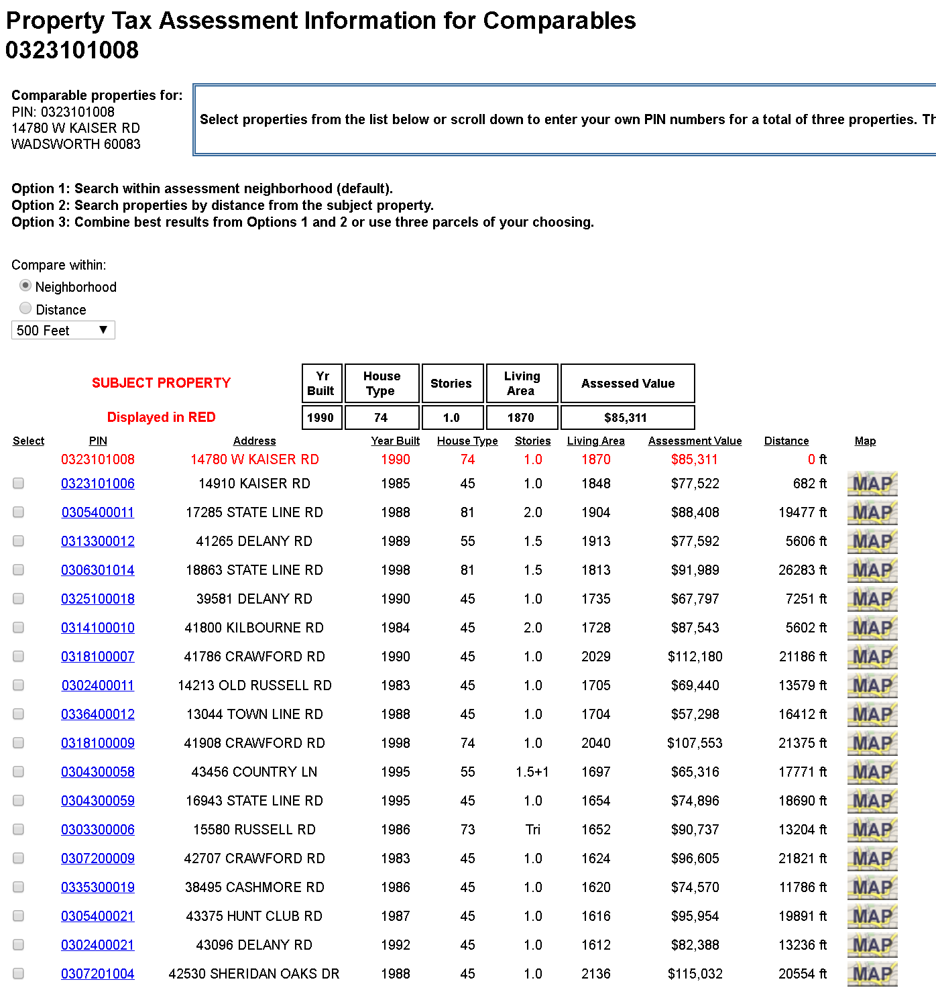 Property Tax Assessment Information for Comparables
0323101008
Comparable properties for:
PIN: 0323101008
14780 W KAISER RD
WADSWORTH 60083
Select properties from the list below or scroll down to enter your own PIN numbers for a total of three properties. Th
Option 1: Search within assessment neighborhood (default).
Option 2: Search properties by distance from the subject property.
Option 3: Combine best results from Options 1 and 2 or use three parcels of your choosing.
Compare within:
Neighborhood
Distance
500 Feet ▼
SUBJECT PROPERTY Yr Built House Type Stories Living Area Assessed Value
Displayed in RED 1990 74 1.0 1870 $85,311
Select PIN Address Year Built House Type Stories Living Area Assessment Value Distance Map
0323101008 14780 W KAISER RD 1990 74 1.0 1870 $85,311 0 ft
0323101006 14910 KAISER RD 1985 45 1.0 1848 $77,522 682 ft MAP
0305400011 17285 STATE LINE RD 1988 81 2.0 1904 $88,408 19477 ft MAP
0313300012 41265 DELANY RD 1989 55 1.5 1913 $77,592 5606 ft MAP
0306301014 18863 STATE LINE RD 1998 81 1.5 1813 $91,989 26283 ft MAP
0325100018 39581 DELANY RD 1990 45 1.0 1735 $67,797 7251 ft MAP
0314100010 41800 KILBOURNE RD 1984 45 2.0 1728 $87,543 5602 ft MAP
0318100007 41786 CRAWFORD RD 1990 45 1.0 2029 $112,180 21186 ft MAP
0302400011 14213 OLD RUSSELL RD 1983 45 1.0 1705 $69,440 13579 ft MAP
0336400012 13044 TOWN LINE RD 1988 45 1.0 1704 $57,298 16412 ft MAP
0318100009 41908 CRAWFORD RD 1998 74 1.0 2040 $107,553 21375 ft MAP
0304300058 43456 COUNTRY LN 1995 55 1.5+1 1697 $65,316 17771 ft MAP
0304300059 16943 STATE LINE RD 1995 45 1.0 1654 $74,896 18690 ft MAP
0303300006 15580 RUSSELL RD 1986 73 Tri 1652 $90,737 13204 ft MAP
0307200009 42707 CRAWFORD RD 1983 45 1.0 1624 $96,605 21821 ft MAP
0335300019 38495 CASHMORE RD 1986 45 1.0 1620 $74,570 11786 ft MAP
0305400021 43375 HUNT CLUB RD 1987 45 1.0 1616 $95,954 19891 ft MAP
0302400021 43096 DELANY RD 1992 45 1.0 1612 $82,388 13236 ft MAP
0307201004 42530 SHERIDAN OAKS DR 1988 45 1.0 2136 $115,032 20554 ft MAP